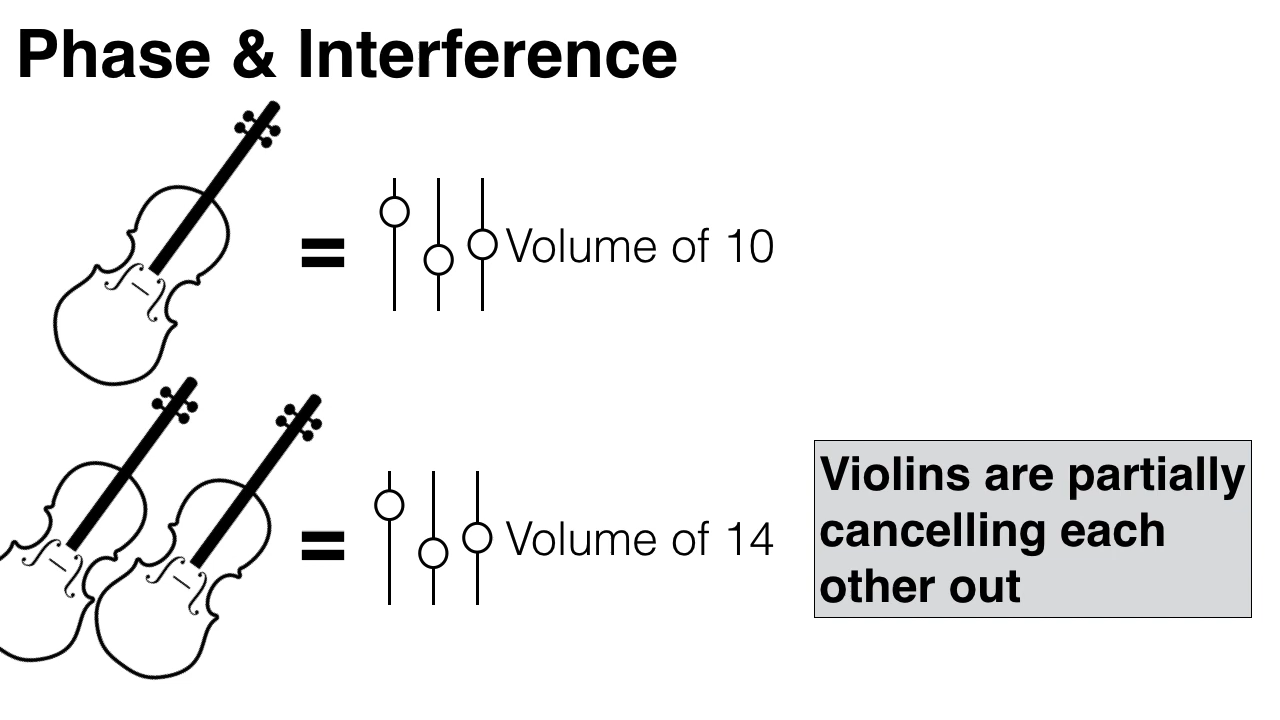 Phase & Interference
= Volume of 10
= Volume of 14
Violins are partially
cancelling each
other out